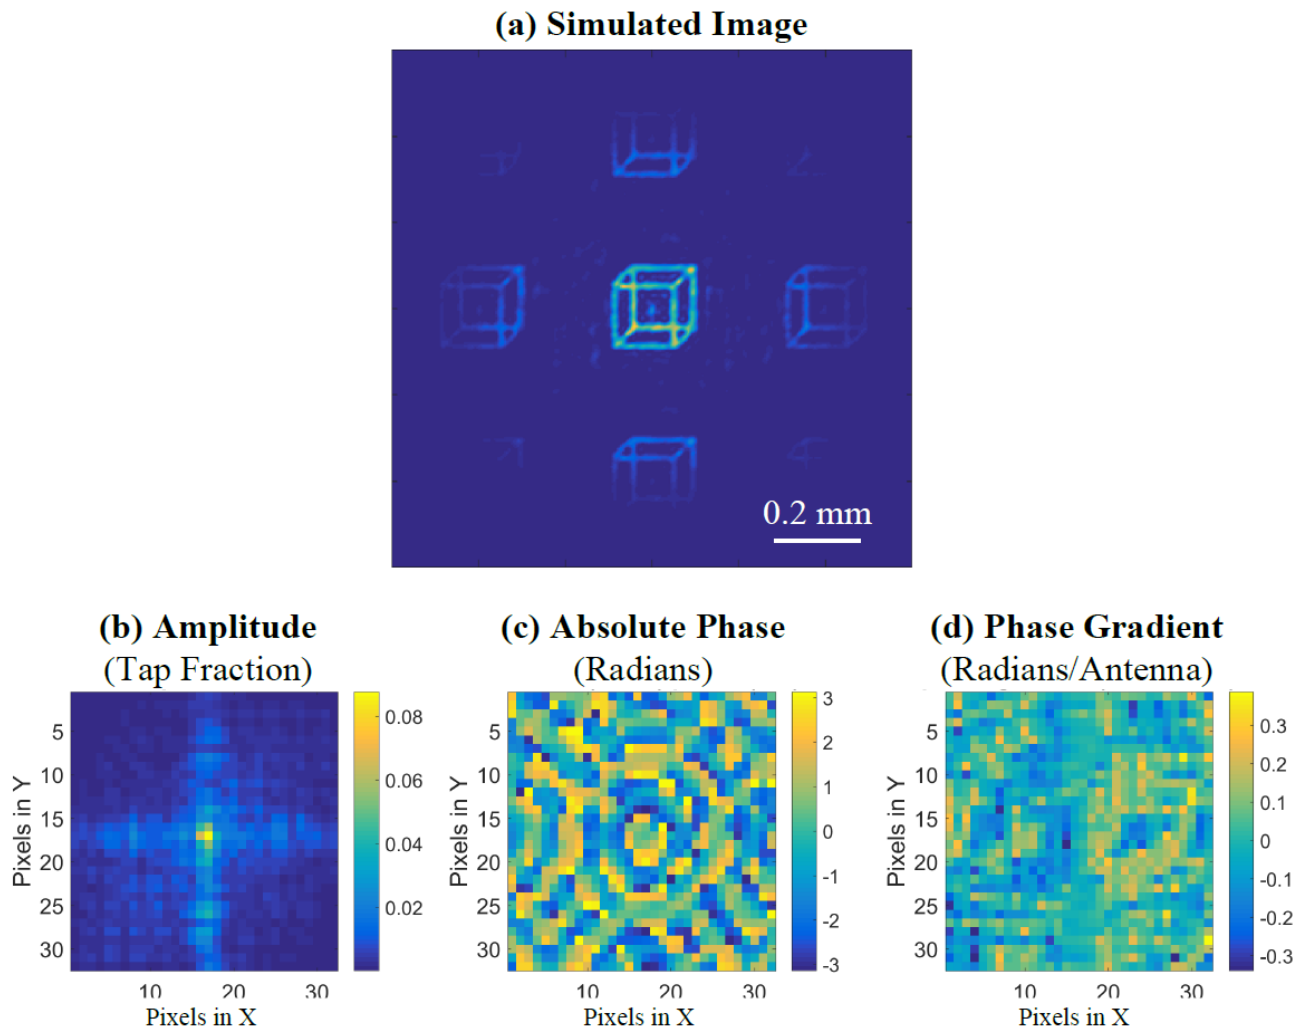 (a) Simulated Image
0.2 mm
(b) Amplitude
(Tap Fraction)
Pixels in Y
5
10
15
20
25
30
10 20 30
Pixels in X
0.08
0.06
0.04
0.02
(c) Absolute Phase
(Radians)
Pixels in Y
5
10
15
20
25
30
10 20 30
Pixels in X
3
2
1
0
-1
-2
-3
(d) Phase Gradient
(Radians/Antenna)
Pixels in Y
5
10
15
20
25
30
10 20 30
Pixels in X
0.3
0.2
0.1
0
-0.1
-0.2
-0.3